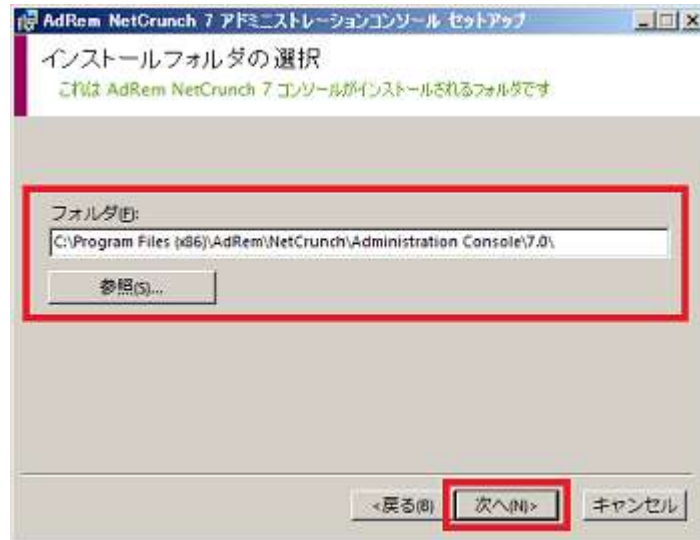 AdRem NetCrunch 7 アドミニストレーションコンソール セットアップ
インストールフォルダの選択
これは AdRem NetCrunch 7 コンソールがインストールされるフォルダです
フォルダ(F):
C:\Program Files (x86)\AdRem\NetCrunch\Administration Console\7.0\
参照(S)...
<戻る(B) 次へ(N)> キャンセル